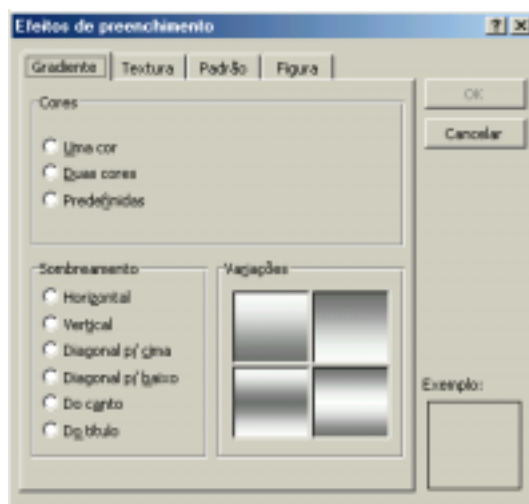 Efeitos de preenchimento
Gradiente Textura Padrão Figura
Cores
Uma cor
Duas cores
Predefinidas
OK
Cancelar
Sombreamento
Horizontal
Vertical
Diagonal p/ cima
Diagonal p/ baixo
Do canto
Do título
Variações
Exemplo: